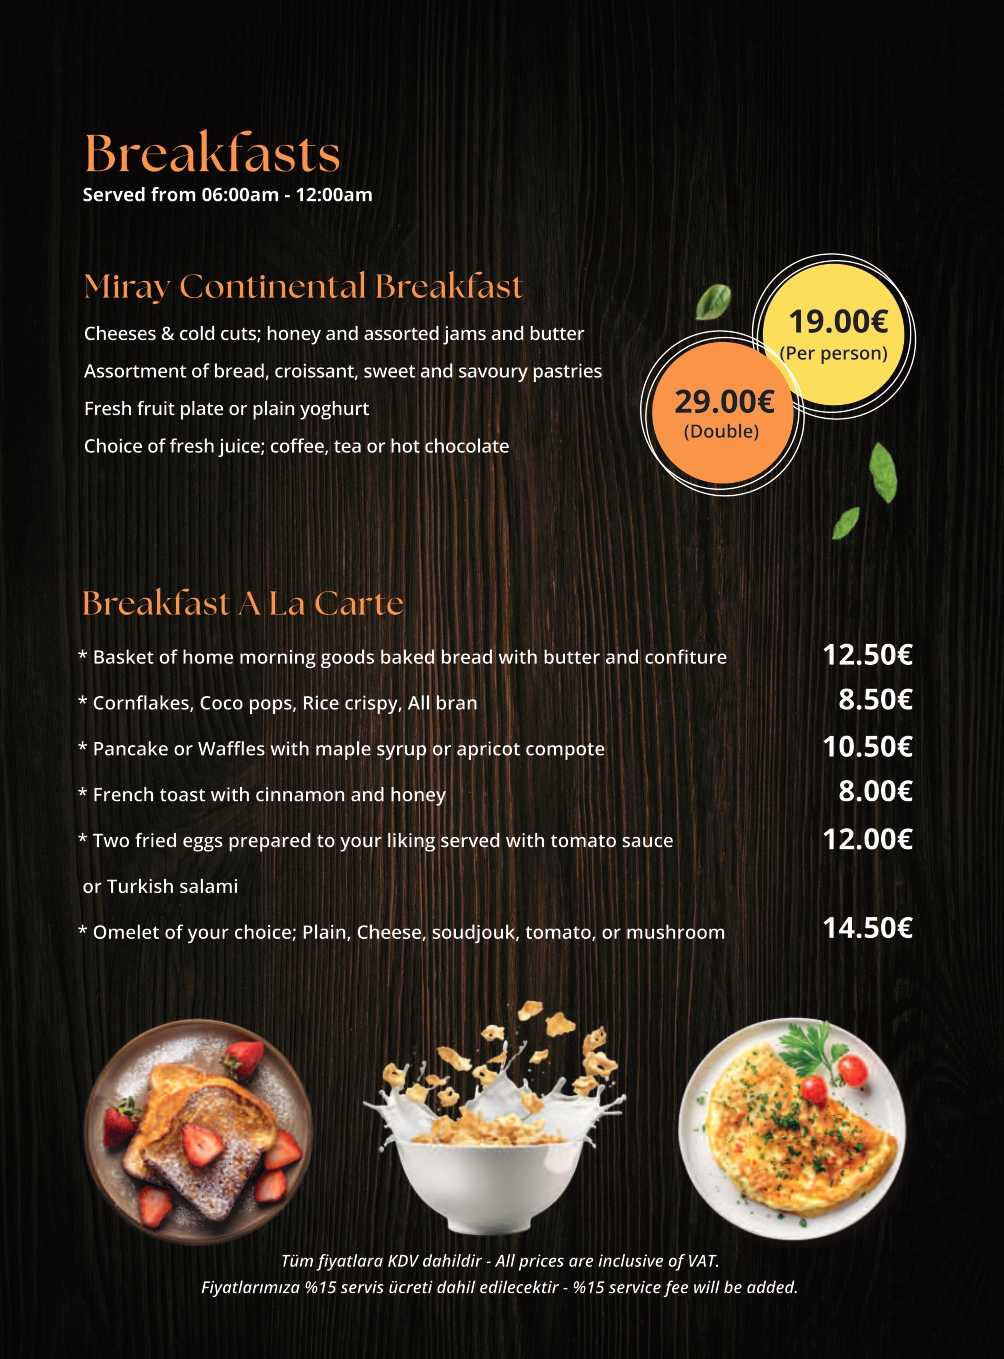 Breakfasts
Served from 06:00am - 12:00am
Miray Continental Breakfast
Cheeses & cold cuts; honey and assorted jams and butter
Assortment of bread, croissant, sweet and savoury pastries
Fresh fruit plate or plain yoghurt
Choice of fresh juice; coffee, tea or hot chocolate
19.00€
(Per person)
29.00€
(Double)
Breakfast A La Carte
* Basket of home morning goods baked bread with butter and confiture 12.50€
* Cornflakes, Coco pops, Rice crispy, All bran 8.50€
* Pancake or Waffles with maple syrup or apricot compote 10.50€
* French toast with cinnamon and honey 8.00€
* Two fried eggs prepared to your liking served with tomato sauce 12.00€
or Turkish salami
* Omelet of your choice; Plain, Cheese, soudjouk, tomato, or mushroom 14.50€
Tüm fiyatlara KDV dahildir - All prices are inclusive of VAT.
Fiyatlarımıza %15 servis ücreti dahil edilecektir - %15 service fee will be added.